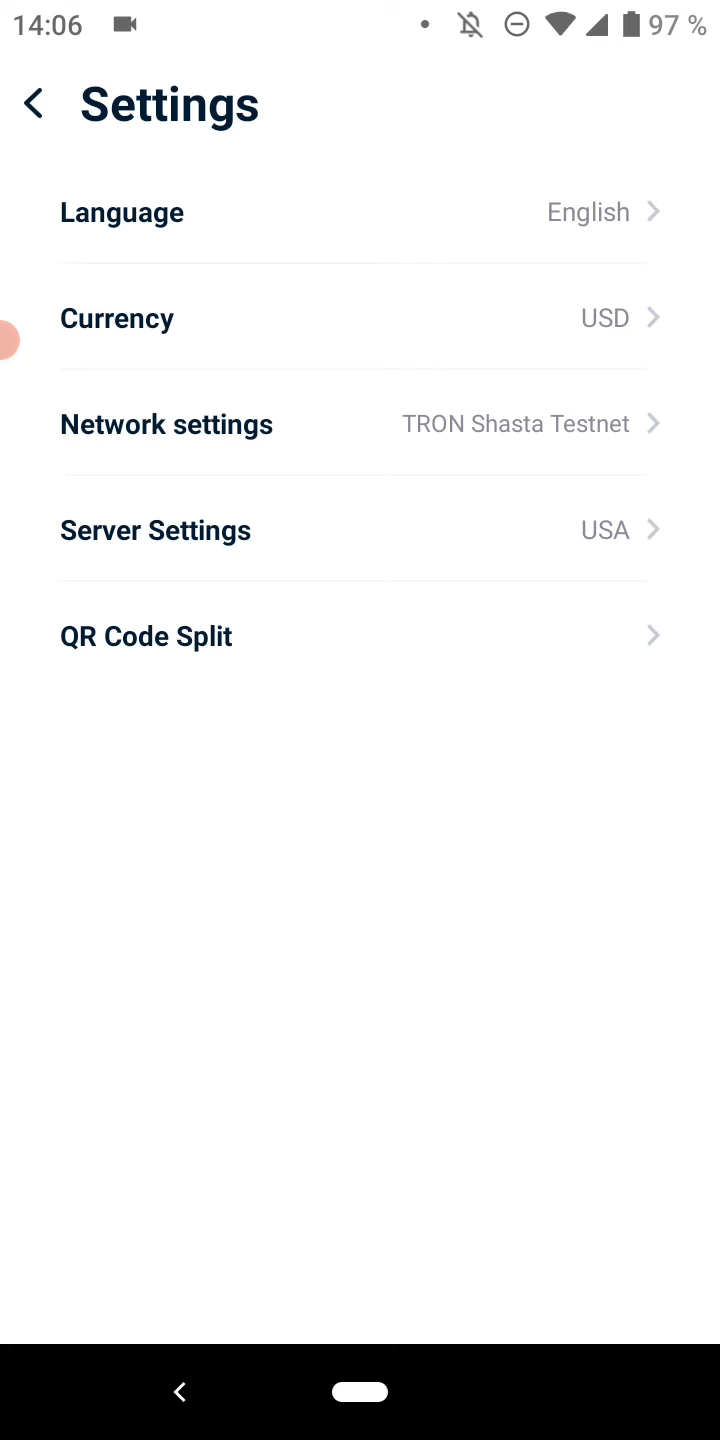 14:06 97 %
Settings
Language English
Currency USD
Network settings TRON Shasta Testnet
Server Settings USA
QR Code Split